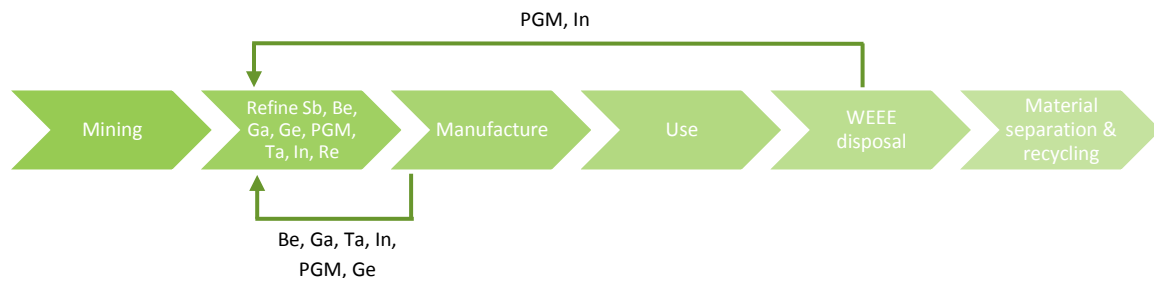 PGM, In
Mining
Refine Sb, Be,
Ga, Ge, PGM,
Ta, In, Re
Manufacture
Use
WEEE
disposal
Material
separation &
recycling
Be, Ga, Ta, In,
PGM, Ge